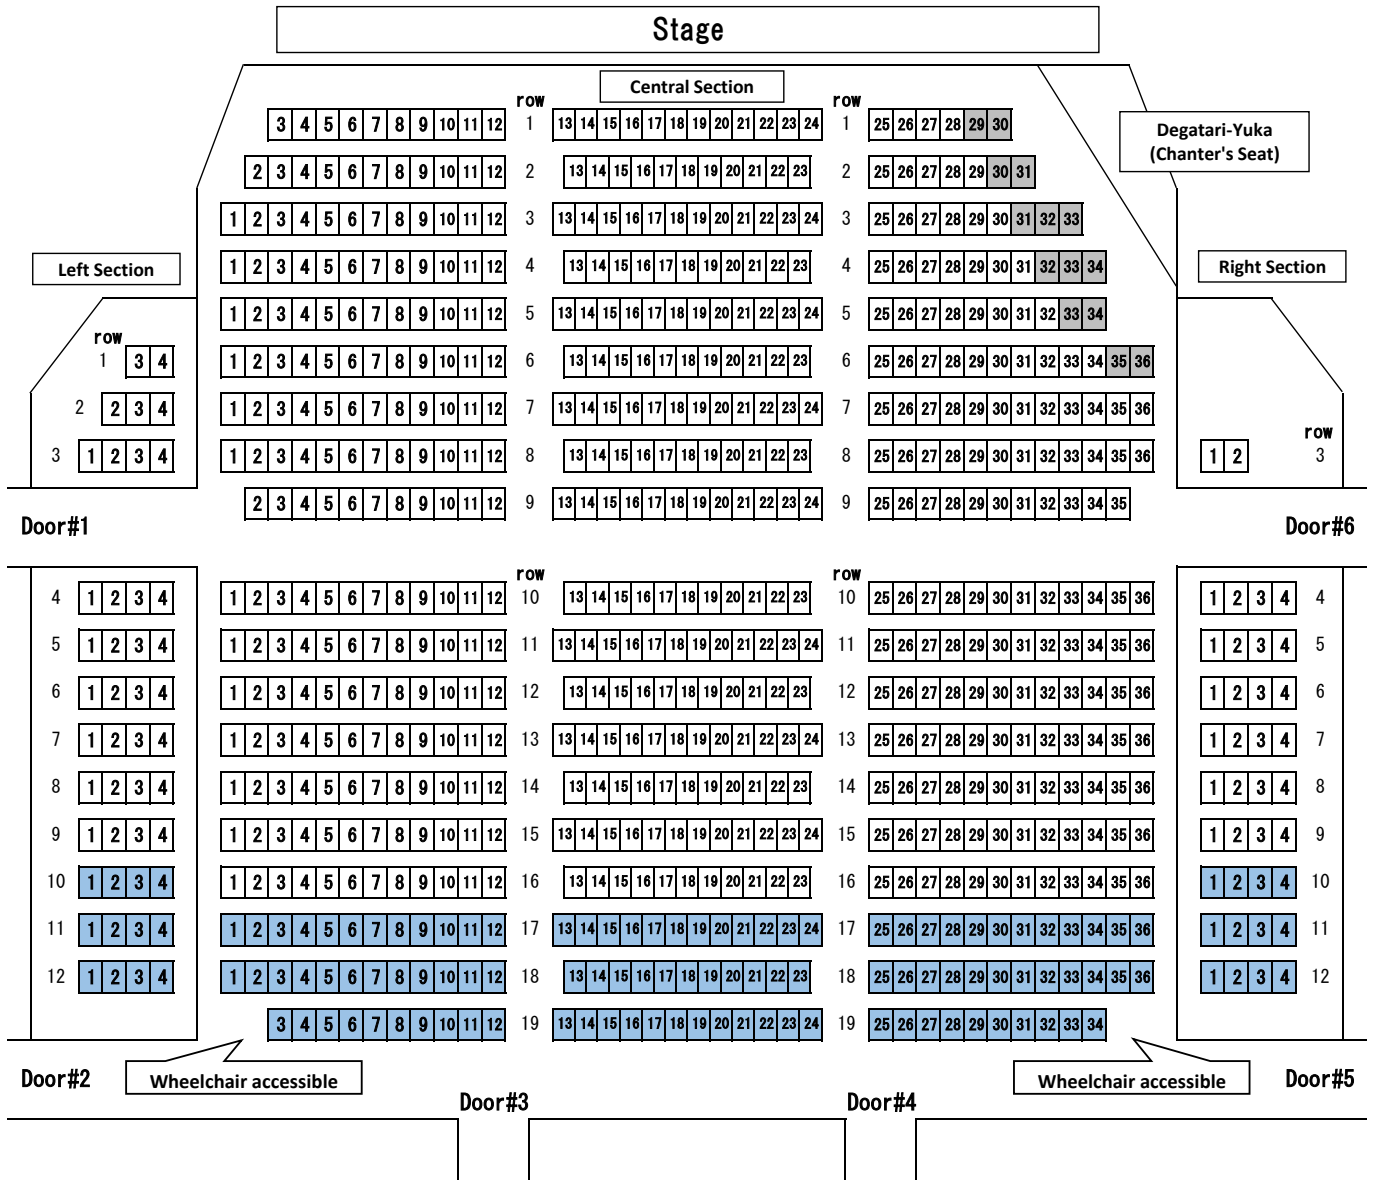 Stage
Central Section
row row
3 4 5 6 7 8 9 10 11 12 1 13 14 15 16 17 18 19 20 21 22 23 24 1 25 26 27 28 29 30
Degatari-Yuka
(Chanter's Seat)
2 3 4 5 6 7 8 9 10 11 12 2 13 14 15 16 17 18 19 20 21 22 23 2 25 26 27 28 29 30 31
1 2 3 4 5 6 7 8 9 10 11 12 3 13 14 15 16 17 18 19 20 21 22 23 24 3 25 26 27 28 29 30 31 32 33
Left Section
1 2 3 4 5 6 7 8 9 10 11 12 4 13 14 15 16 17 18 19 20 21 22 23 4 25 26 27 28 29 30 31 32 33 34
Right Section
1 2 3 4 5 6 7 8 9 10 11 12 5 13 14 15 16 17 18 19 20 21 22 23 24 5 25 26 27 28 29 30 31 32 33 34
row
1 3 4 1 2 3 4 5 6 7 8 9 10 11 12 6 13 14 15 16 17 18 19 20 21 22 23 6 25 26 27 28 29 30 31 32 33 34 35 36
2 2 3 4 1 2 3 4 5 6 7 8 9 10 11 12 7 13 14 15 16 17 18 19 20 21 22 23 24 7 25 26 27 28 29 30 31 32 33 34 35 36
row
3 1 2 3 4 1 2 3 4 5 6 7 8 9 10 11 12 8 13 14 15 16 17 18 19 20 21 22 23 8 25 26 27 28 29 30 31 32 33 34 35 36 1 2 3
2 3 4 5 6 7 8 9 10 11 12 9 13 14 15 16 17 18 19 20 21 22 23 24 9 25 26 27 28 29 30 31 32 33 34 35
Door#1 Door#6
row row
4 1 2 3 4 1 2 3 4 5 6 7 8 9 10 11 12 10 13 14 15 16 17 18 19 20 21 22 23 10 25 26 27 28 29 30 31 32 33 34 35 36 1 2 3 4 4
5 1 2 3 4 1 2 3 4 5 6 7 8 9 10 11 12 11 13 14 15 16 17 18 19 20 21 22 23 24 11 25 26 27 28 29 30 31 32 33 34 35 36 1 2 3 4 5
6 1 2 3 4 1 2 3 4 5 6 7 8 9 10 11 12 12 13 14 15 16 17 18 19 20 21 22 23 12 25 26 27 28 29 30 31 32 33 34 35 36 1 2 3 4 6
7 1 2 3 4 1 2 3 4 5 6 7 8 9 10 11 12 13 13 14 15 16 17 18 19 20 21 22 23 24 13 25 26 27 28 29 30 31 32 33 34 35 36 1 2 3 4 7
8 1 2 3 4 1 2 3 4 5 6 7 8 9 10 11 12 14 13 14 15 16 17 18 19 20 21 22 23 14 25 26 27 28 29 30 31 32 33 34 35 36 1 2 3 4 8
9 1 2 3 4 1 2 3 4 5 6 7 8 9 10 11 12 15 13 14 15 16 17 18 19 20 21 22 23 24 15 25 26 27 28 29 30 31 32 33 34 35 36 1 2 3 4 9
10 1 2 3 4 1 2 3 4 5 6 7 8 9 10 11 12 16 13 14 15 16 17 18 19 20 21 22 23 16 25 26 27 28 29 30 31 32 33 34 35 36 1 2 3 4 10
11 1 2 3 4 1 2 3 4 5 6 7 8 9 10 11 12 17 13 14 15 16 17 18 19 20 21 22 23 24 17 25 26 27 28 29 30 31 32 33 34 35 36 1 2 3 4 11
12 1 2 3 4 1 2 3 4 5 6 7 8 9 10 11 12 18 13 14 15 16 17 18 19 20 21 22 23 18 25 26 27 28 29 30 31 32 33 34 35 36 1 2 3 4 12
3 4 5 6 7 8 9 10 11 12 19 13 14 15 16 17 18 19 20 21 22 23 24 19 25 26 27 28 29 30 31 32 33 34
Door#2 Wheelchair accessible Wheelchair accessible Door#5
Door#3 Door#4